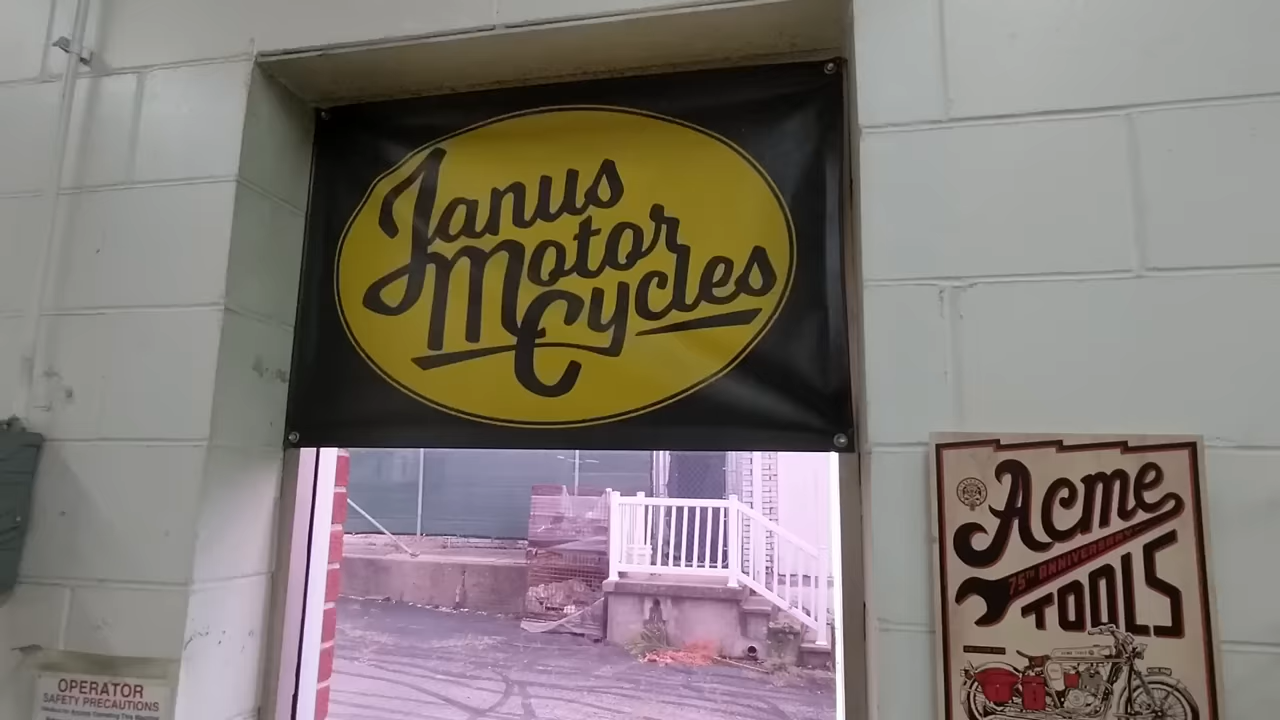 Janus
Motor
Cycles
Acme
75TH ANNIVERSARY
TOOLS
OPERATOR
SAFETY PRECAUTIONS